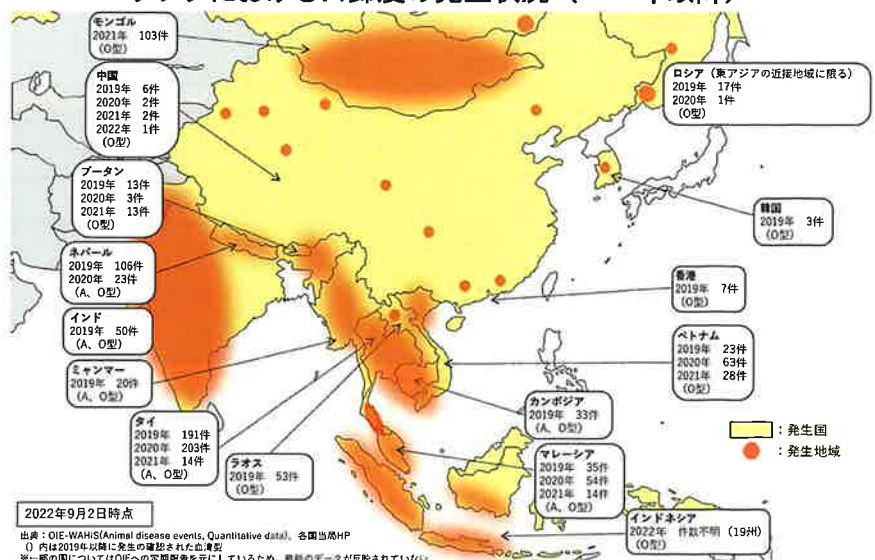 モンゴル
2021年 103件
(O型)
中国
2019年 6件
2020年 2件
2021年 2件
2022年 1件
(O型)
ブータン
2019年 13件
2020年 3件
2021年 13件
(O型)
ネパール
2019年 106件
2020年 23件
(A、O型)
インド
2019年 50件
(A、O型)
ミャンマー
2019年 20件
(A、O型)
タイ
2019年 191件
2020年 203件
2021年 14件
(A、O型)
ラオス
2019年 53件
(O型)
ロシア(東アジアの近接地域に限る)
2019年 17件
2020年 1件
(O型)
韓国
2019年 3件
(O型)
香港
2019年 7件
(O型)
ベトナム
2019年 23件
2020年 63件
2021年 28件
(O型)
カンボジア
2019年 33件
(A、O型)
マレーシア
2019年 35件
2020年 54件
2021年 14件
(A、O型)
インドネシア
2022年 件数不明(19州)
(O型)
:発生国
:発生地域
2022年9月2日時点
出典:OIE-WAHiS(Animal disease events, Quantitative data)、各国当局HP
()内は2019年以降に発生の確認された血清型